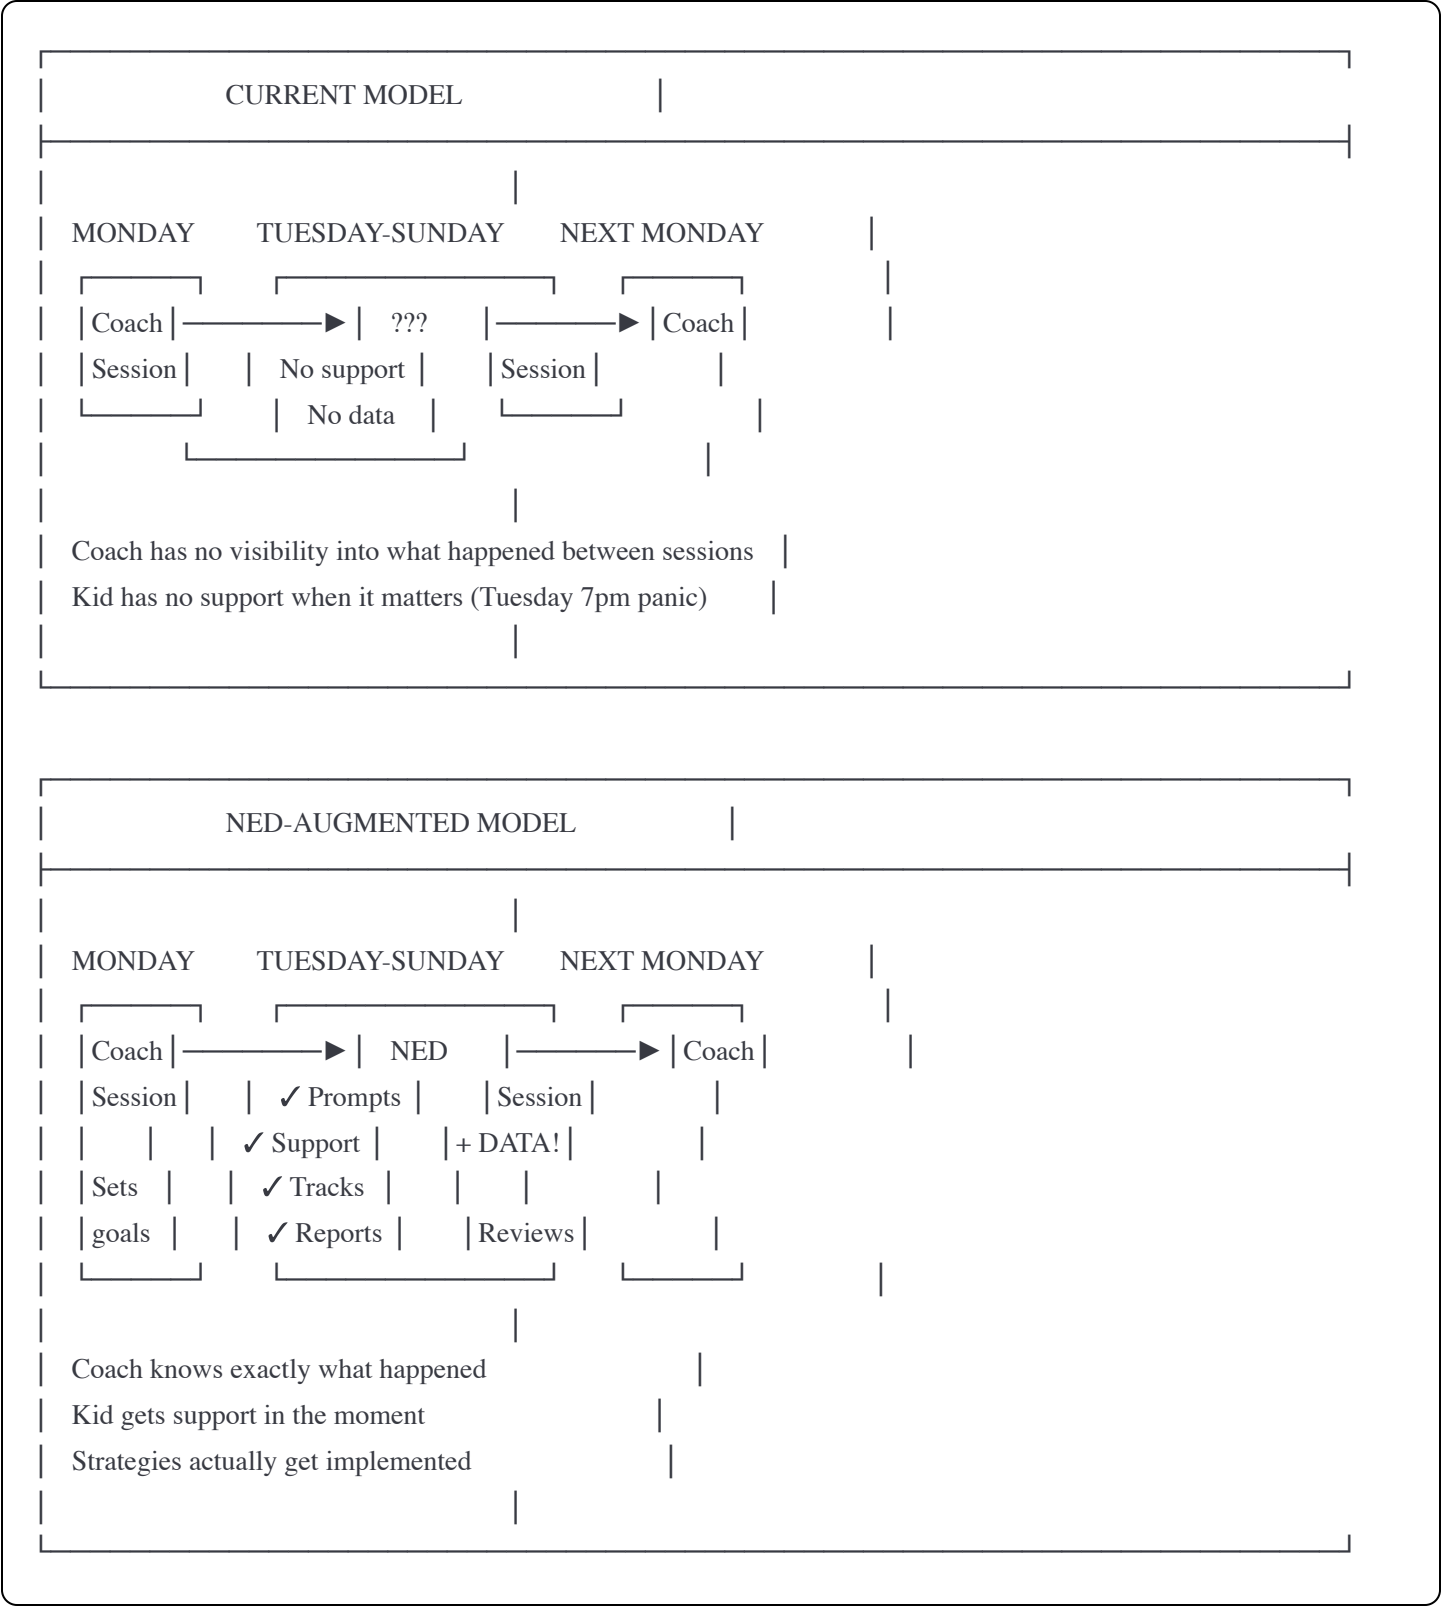 CURRENT MODEL
MONDAY TUESDAY-SUNDAY NEXT MONDAY
Coach ??? Coach
Session No support Session
No data
Coach has no visibility into what happened between sessions
Kid has no support when it matters (Tuesday 7pm panic)
NED-AUGMENTED MODEL
MONDAY TUESDAY-SUNDAY NEXT MONDAY
Coach NED Coach
Session ✓ Prompts Session
✓ Support + DATA!
Sets ✓ Tracks
goals ✓ Reports Reviews
Coach knows exactly what happened
Kid gets support in the moment
Strategies actually get implemented